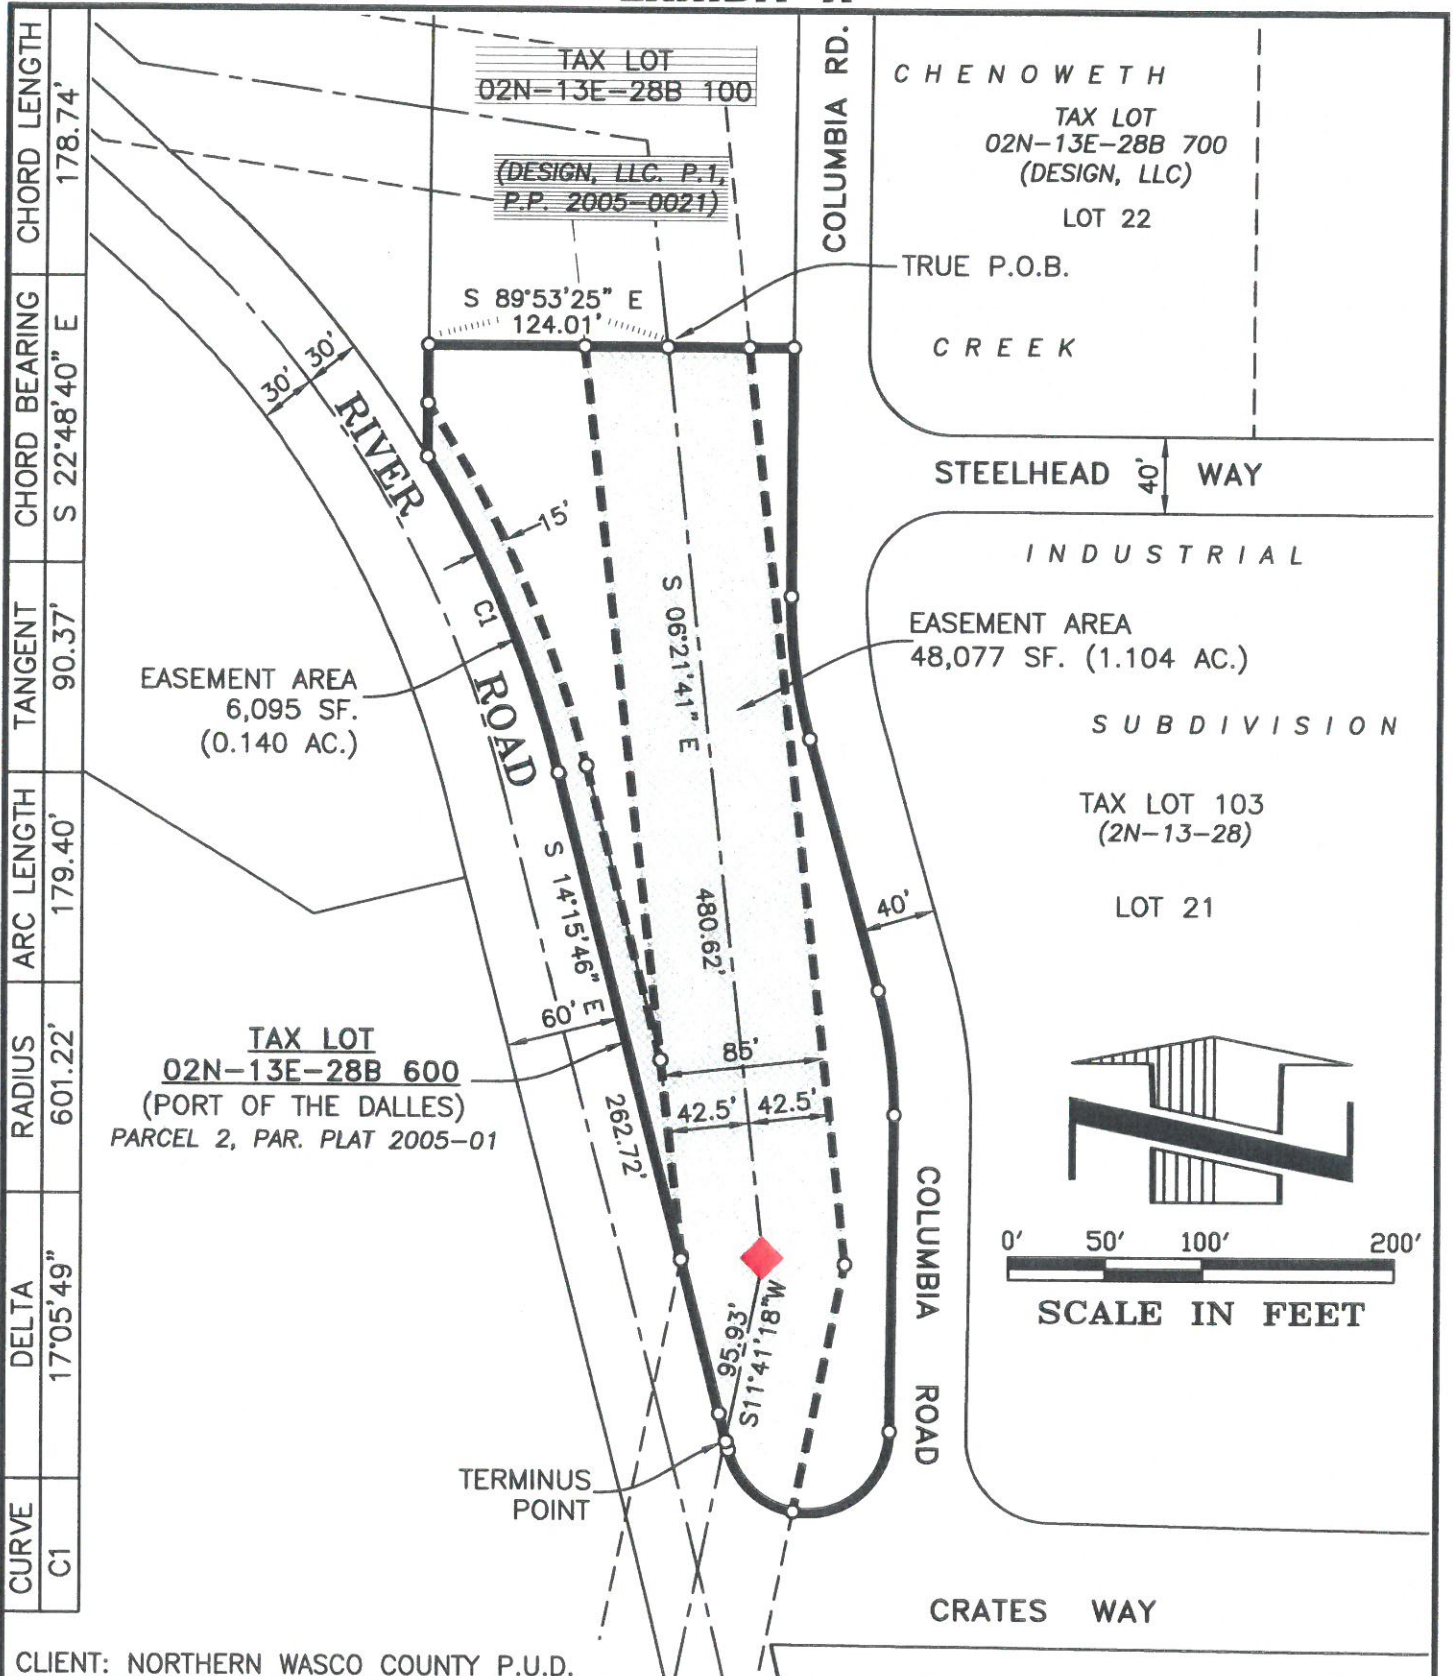 TAX LOT
02N-13E-28B 100
(DESIGN, LLC. P.1,
P.P. 2005-0021)
COLUMBIA RD.
CHENOWETH
TAX LOT
02N-13E-28B 700
(DESIGN, LLC)
LOT 22
TRUE P.O.B.
CREEK
S 89°53'25" E
124.01'
30'
30'
RIVER
ROAD
15'
C1
STEELHEAD WAY
40'
INDUSTRIAL
EASEMENT AREA
48,077 SF. (1.104 AC.)
SUBDIVISION
TAX LOT 103
(2N-13-28)
LOT 21
S 06°21'41" E
480.62'
EASEMENT AREA
6,095 SF.
(0.140 AC.)
S 14°15'46" E
262.72'
40'
60'
85'
42.5'
42.5'
TAX LOT
02N-13E-28B 600
(PORT OF THE DALLES)
PARCEL 2, PAR. PLAT 2005-01
COLUMBIA ROAD
0' 50' 100' 200'
SCALE IN FEET
95.93'
S11°41'18"W
TERMINUS
POINT
CRATES WAY
CURVE DELTA RADIUS ARC LENGTH TANGENT CHORD BEARING CHORD LENGTH
C1 17°05'49" 601.22' 179.40' 90.37' S 22°48'40" E 178.74'
CLIENT: NORTHERN WASCO COUNTY P.U.D.